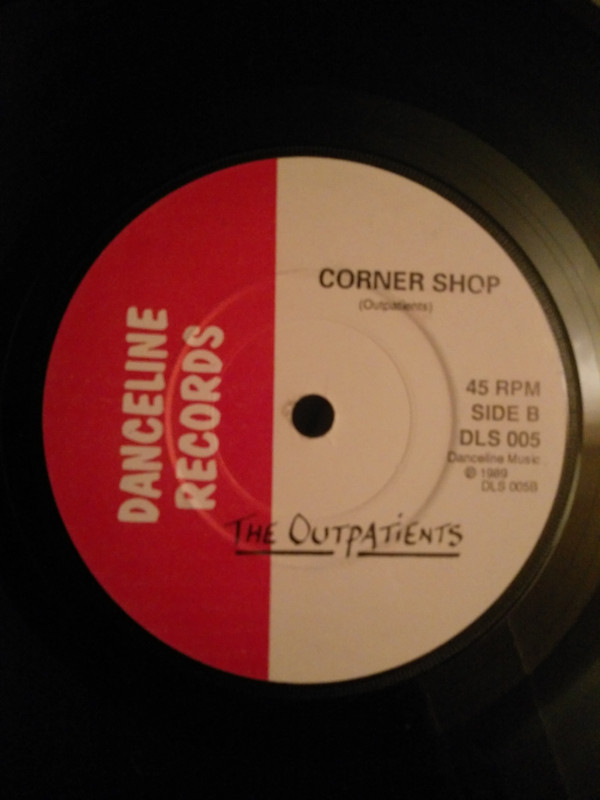 DANCELINE
RECORDS
CORNER SHOP
(Outpatients)
45 RPM
SIDE B
DLS 005
Danceline Music
℗ 1989
DLS 005B
THE OUTPATIENTS